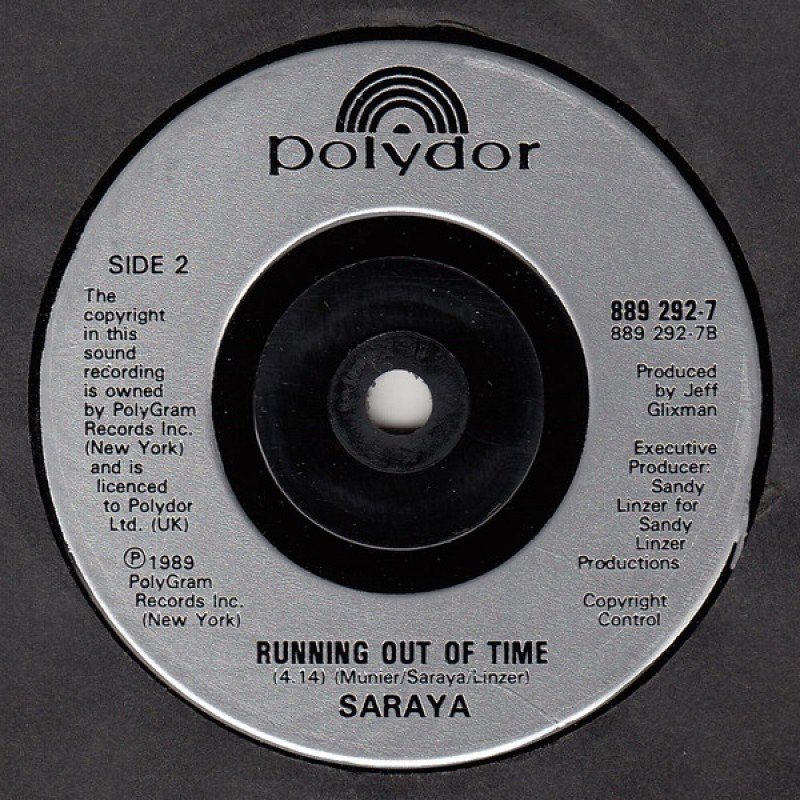 polydor
SIDE 2
The
copyright
in this
sound
recording
is owned
by PolyGram
Records Inc.
(New York)
and is
licenced
to Polydor
Ltd. (UK)
Ⓟ1989
PolyGram
Records Inc.
(New York)
889 292-7
889 292-7B
Produced
by Jeff
Glixman
Executive
Producer:
Sandy
Linzer for
Sandy
Linzer
Productions
Copyright
Control
RUNNING OUT OF TIME
(4.14) (Munier/Saraya/Linzer)
SARAYA